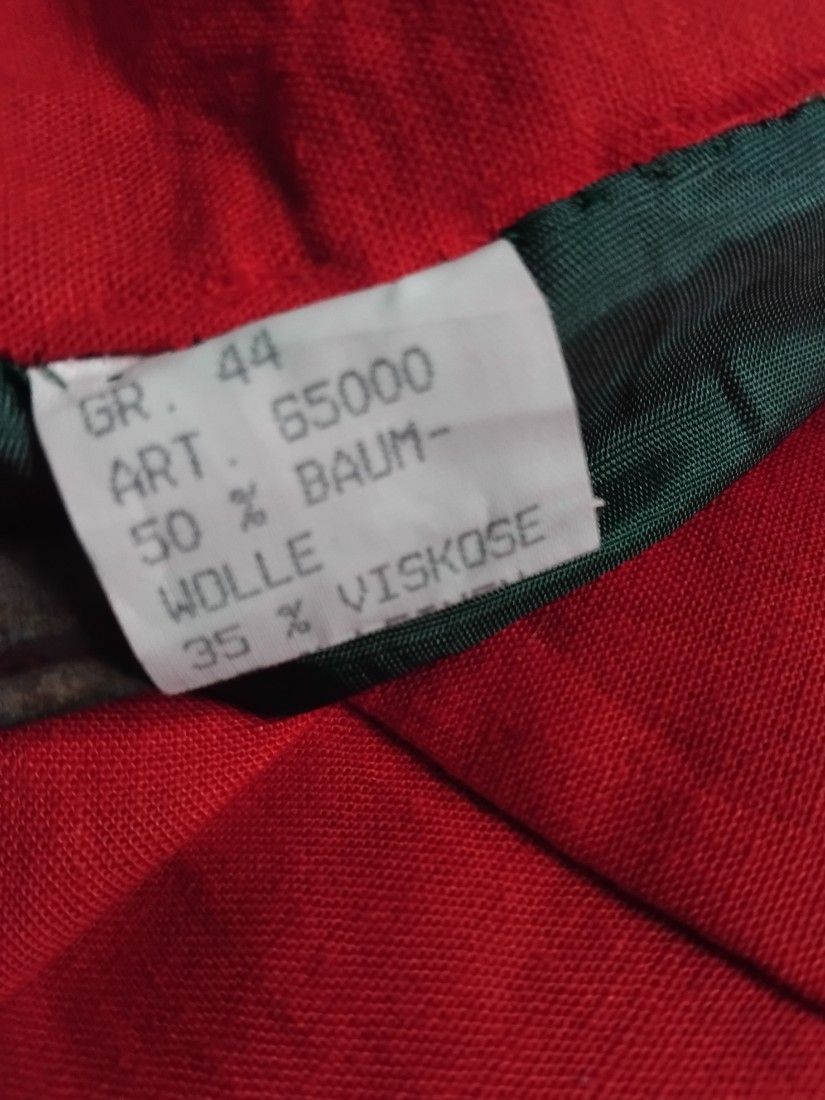 GR. 44
ART. 65000
50 % BAUM-
WOLLE
35 % VISKOSE